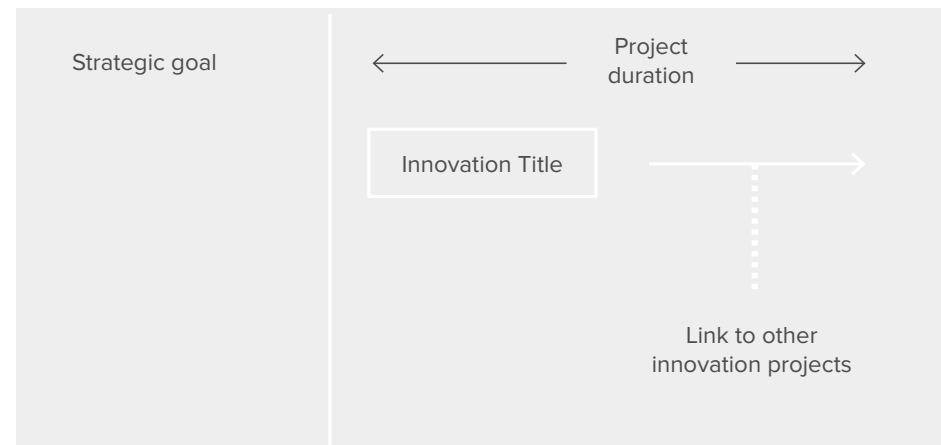 Strategic goal
Project
duration
Innovation Title
Link to other
innovation projects